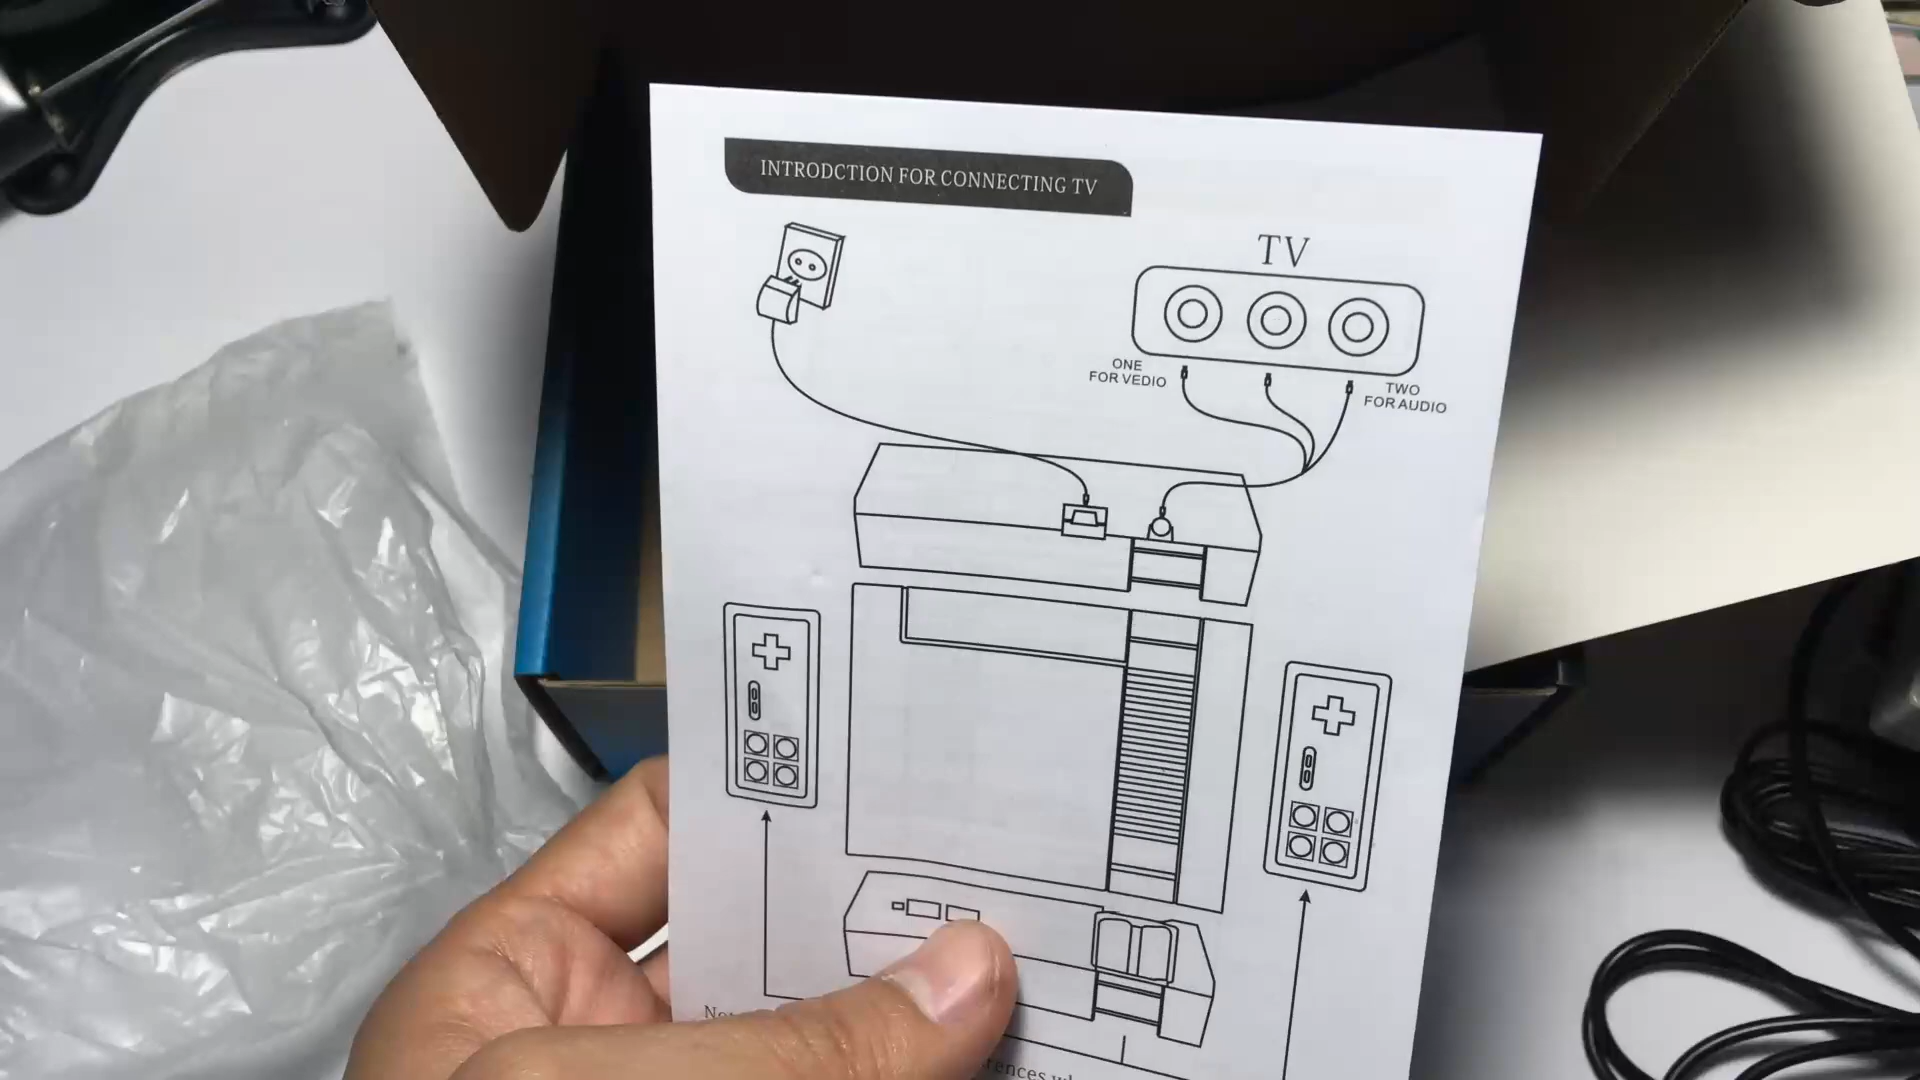 INTRODCTION FOR CONNECTING TV
TV
ONE
FOR VEDIO
TWO
FOR AUDIO